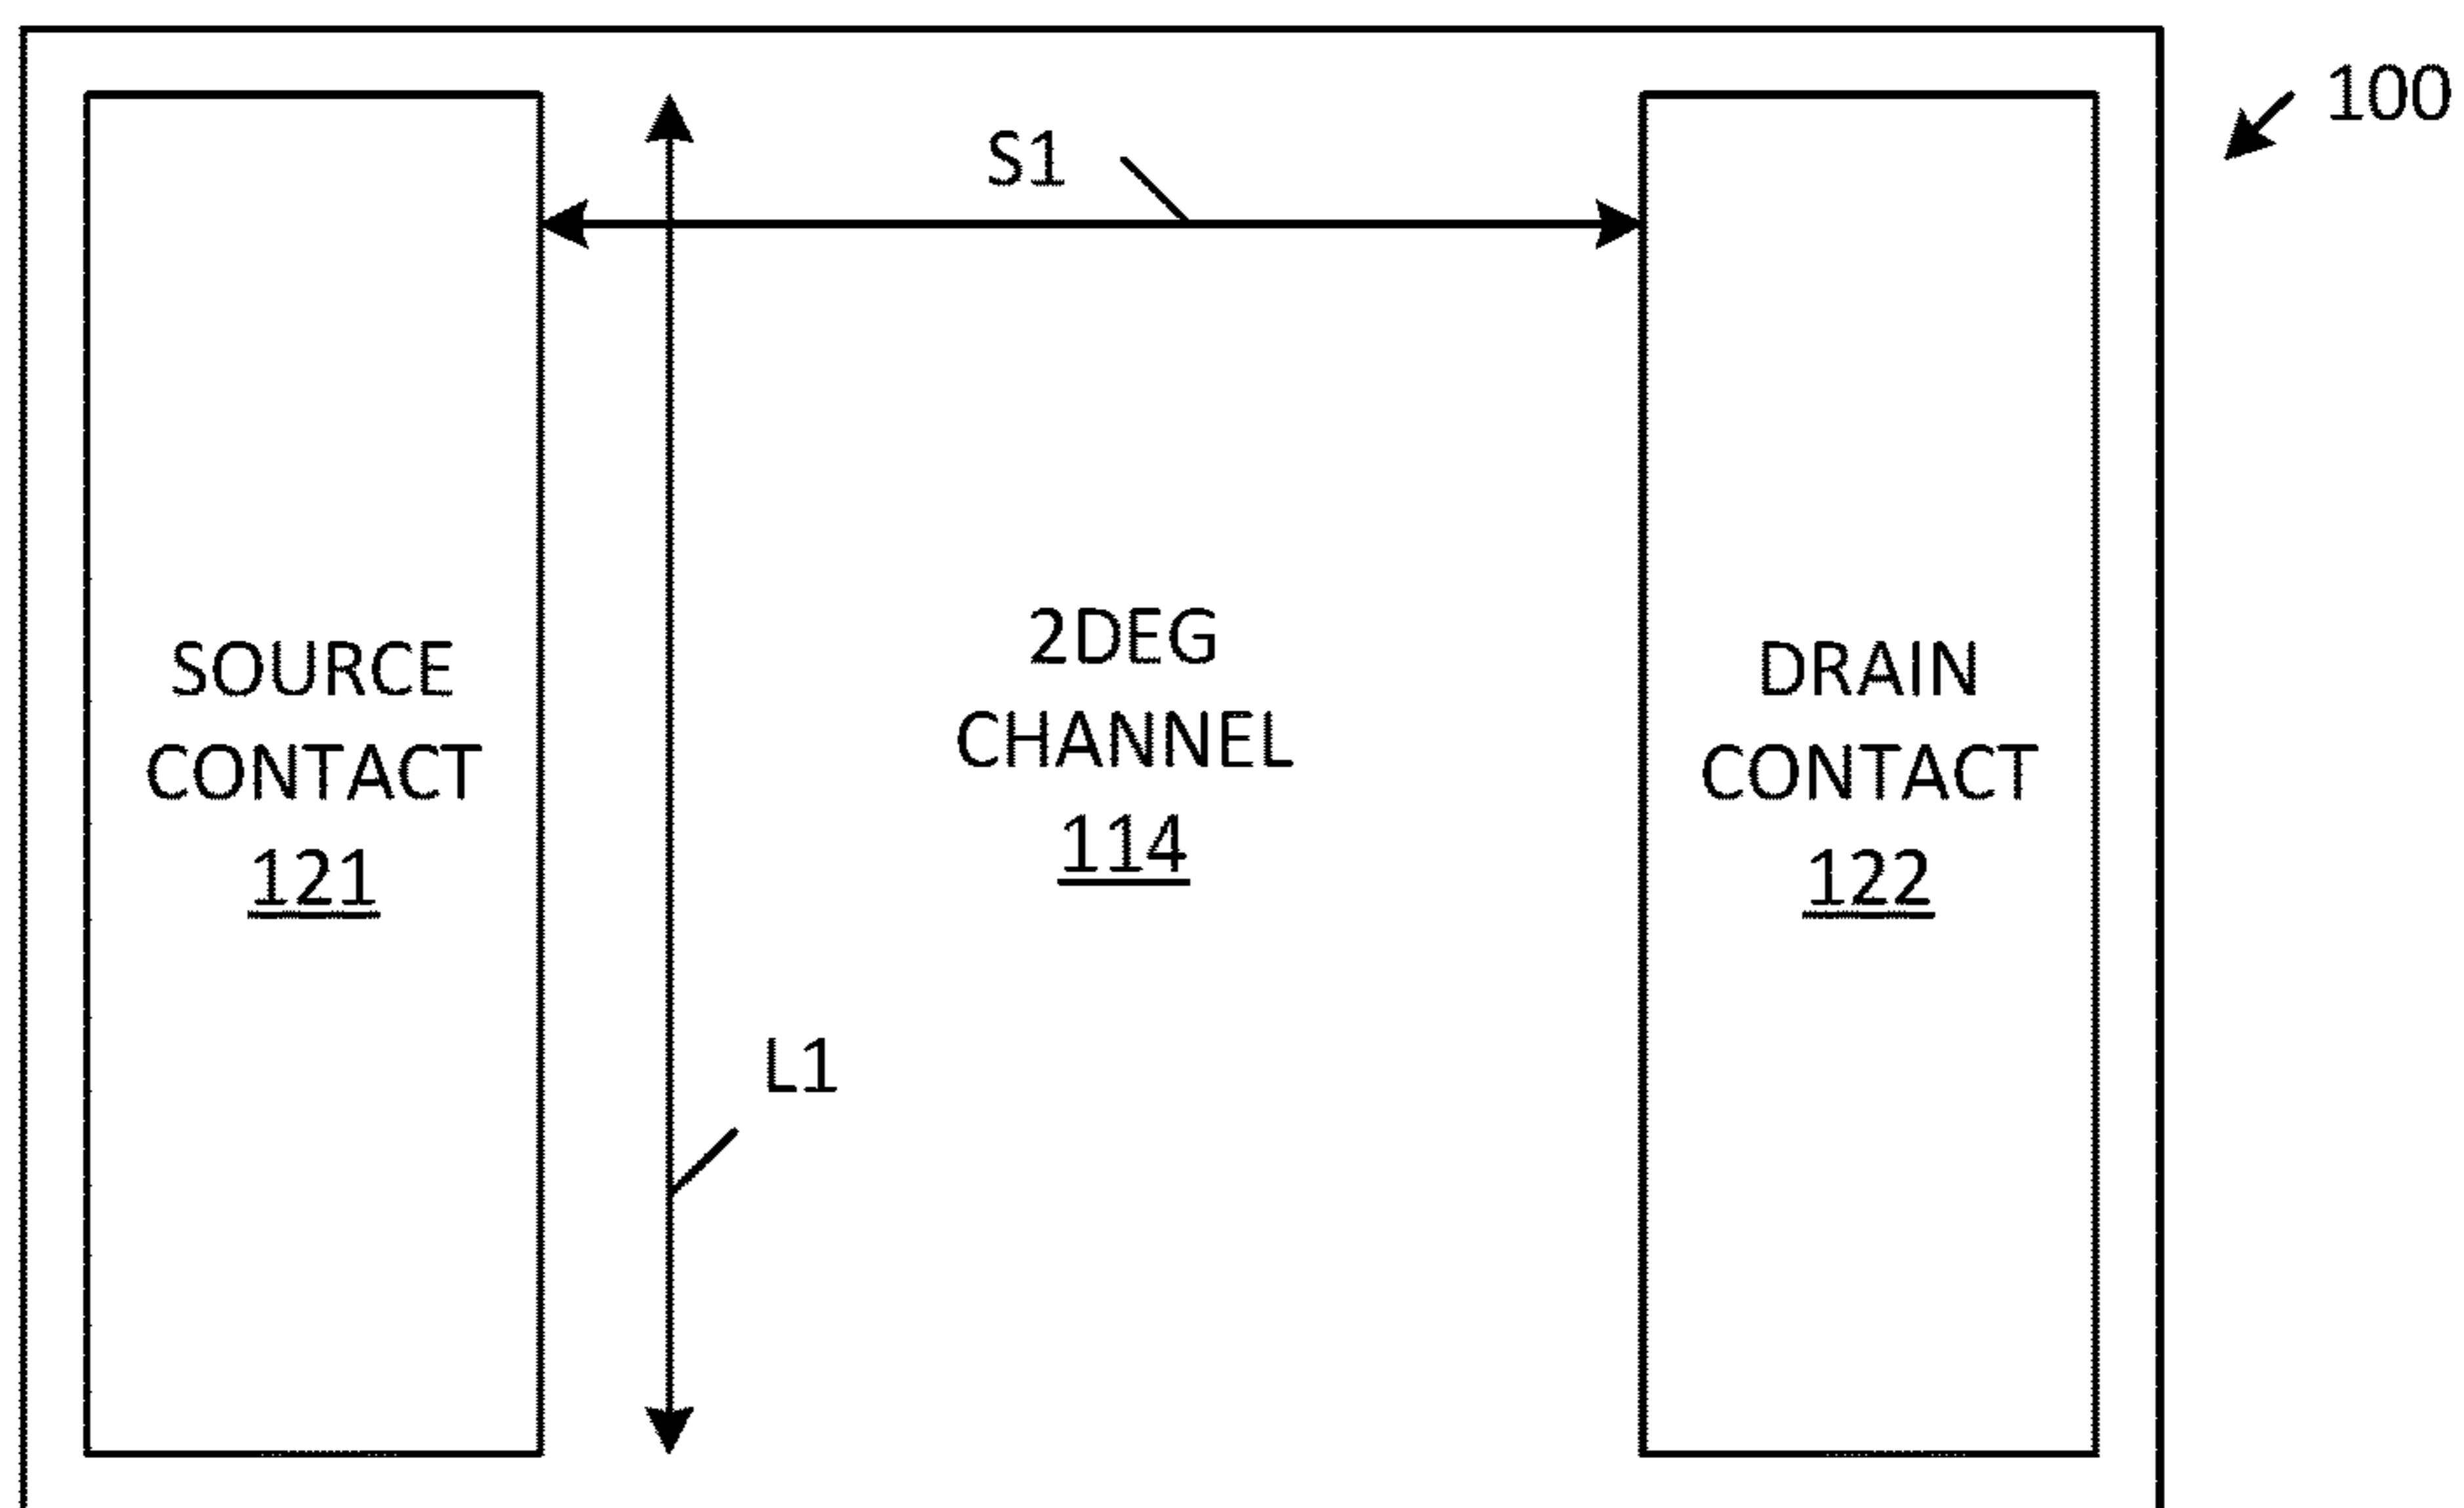 100
S1
SOURCE
CONTACT
121
2DEG
CHANNEL
114
DRAIN
CONTACT
122
L1